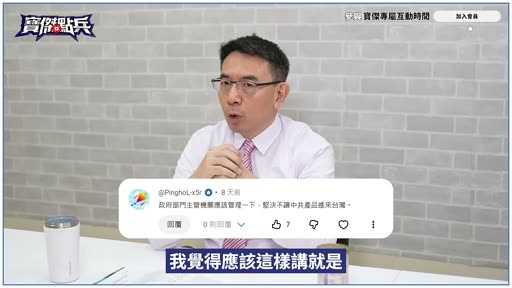 寶傑點兵
參與 寶傑專屬互動時間
加入會員
@PinghoL-x5r • 8 天前
政府部門主管機關應該管理一下，堅決不讓中共產品進來台灣。
回覆 0 則回覆 7
我覺得應該這樣講就是